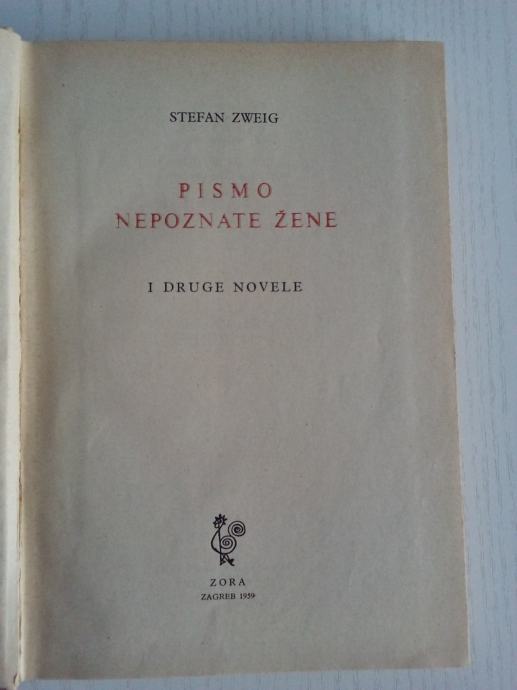 STEFAN ZWEIG
PISMO
NEPOZNATE ŽENE
I DRUGE NOVELE
ZORA
ZAGREB 1959